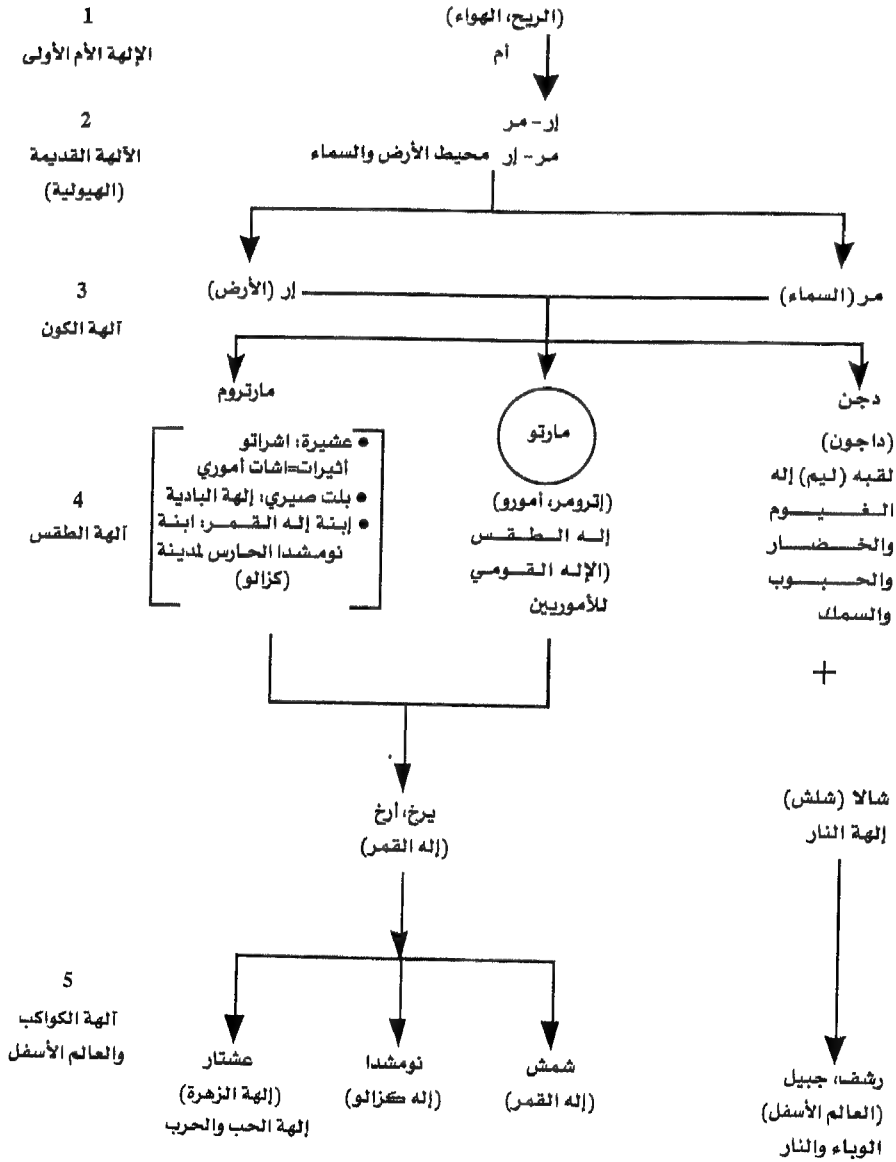 1
الإلهة الأم الأولى
(الريح، الهواء)
أم
2
الآلهة القديمة
(الهيولية)
إر - مر
مر - إر محيط الأرض والسماء
3
آلهة الكون
مر (السماء)
إر (الأرض)
4
آلهة الطقس
دجن
(داجون)
لقبه (ليم) إله
الغيوم
والخضار
والحبوب
والسمك
+
شالا (شلش)
إلهة النار
مارتو
(إترومر، أمورو)
إله الطقس
(الإله القومي
للأموريين
مارتروم
• عشيرة: اشراتو
أثيرات=اشات أموري
• بلت صيري: إلهة البادية
• إبنة إله القمر: ابنة
نومشدا الحارس لمدينة
(كزالو)
يرخ، أرخ
(إله القمر)
5
آلهة الكواكب
والعالم الأسفل
رشف، جبيل
(العالم الأسفل)
الوباء والنار
شمش
(إله القمر)
نومشدا
(إله كزالو)
عشتار
(إلهة الزهرة)
إلهة الحب والحرب